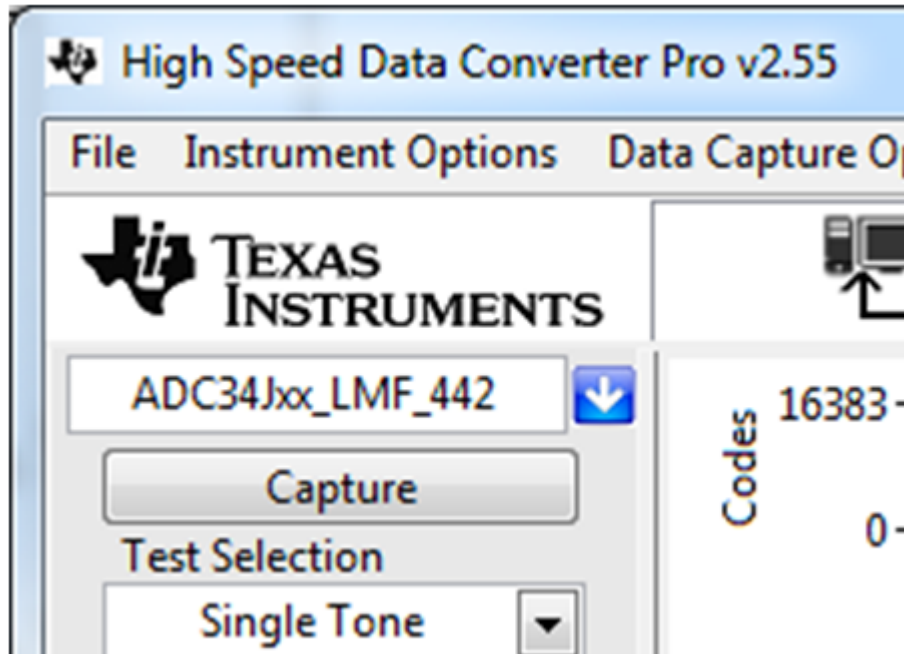 High Speed Data Converter Pro v2.55
File Instrument Options Data Capture Op
TEXAS
INSTRUMENTS
ADC34Jxx_LMF_442
Capture
Test Selection
Single Tone
Codes
16383
0